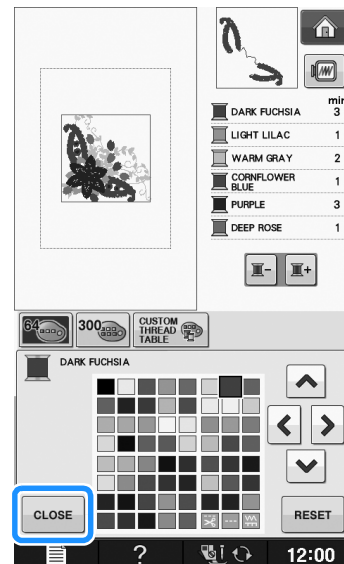 min
DARK FUCHSIA 3
LIGHT LILAC 1
WARM GRAY 2
CORNFLOWER
BLUE 1
PURPLE 3
DEEP ROSE 1
- +
64 300 CUSTOM
THREAD
TABLE
DARK FUCHSIA
CLOSE RESET
? 12:00